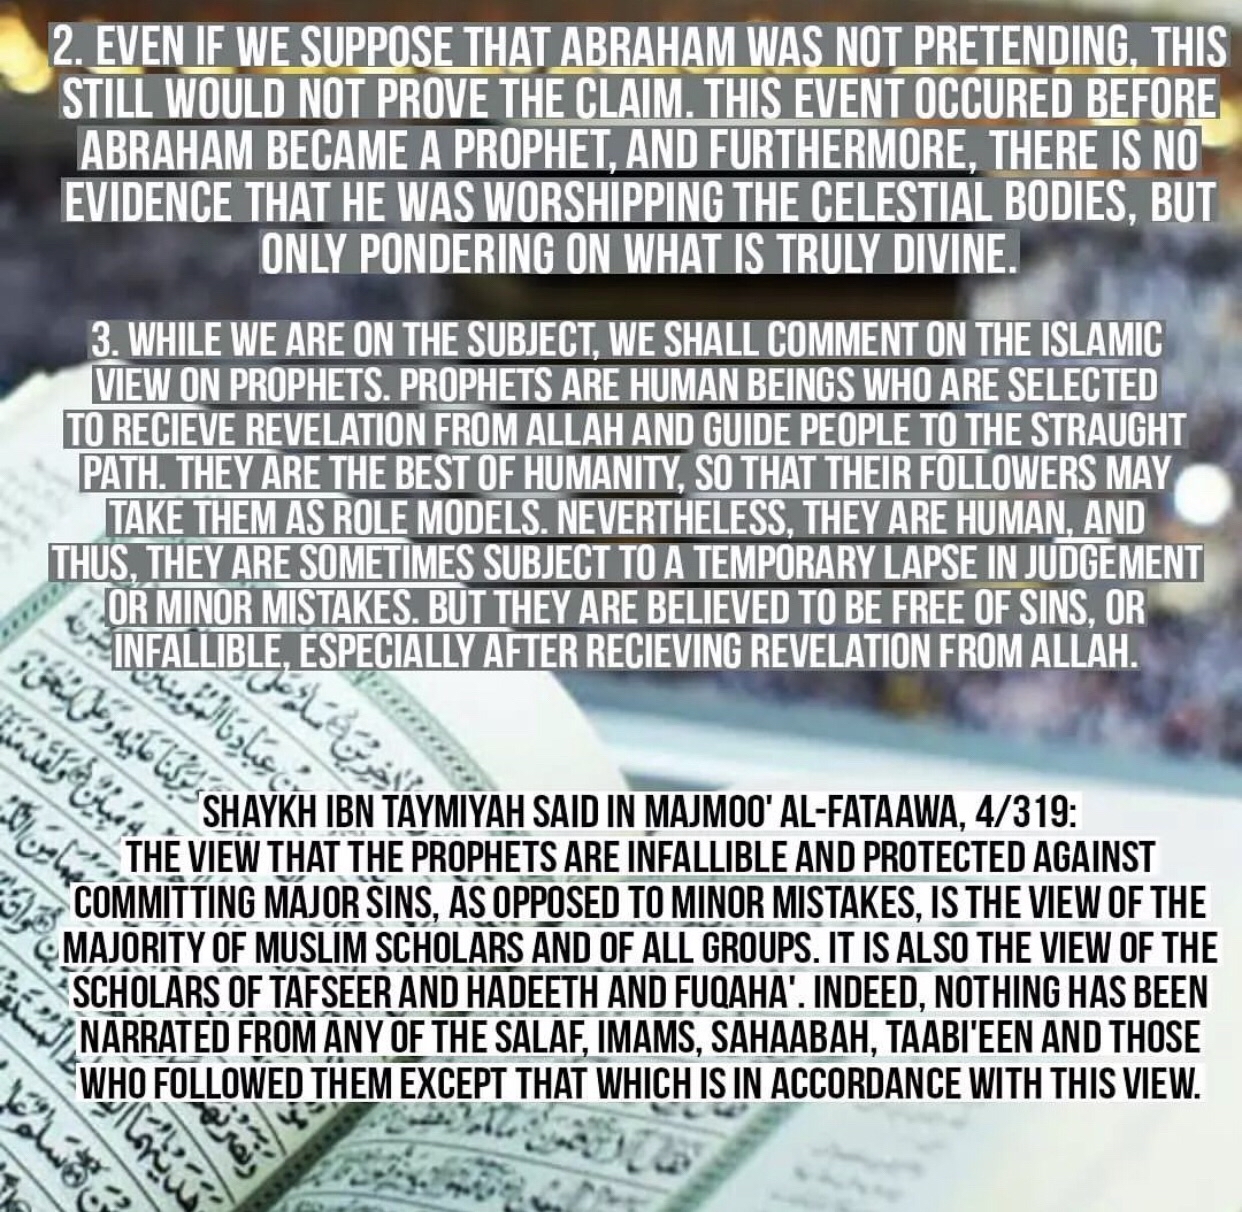 2. EVEN IF WE SUPPOSE THAT ABRAHAM WAS NOT PRETENDING, THIS
STILL WOULD NOT PROVE THE CLAIM. THIS EVENT OCCURED BEFORE
ABRAHAM BECAME A PROPHET, AND FURTHERMORE, THERE IS NO
EVIDENCE THAT HE WAS WORSHIPPING THE CELESTIAL BODIES, BUT
ONLY PONDERING ON WHAT IS TRULY DIVINE.
3. WHILE WE ARE ON THE SUBJECT, WE SHALL COMMENT ON THE ISLAMIC
VIEW ON PROPHETS. PROPHETS ARE HUMAN BEINGS WHO ARE SELECTED
TO RECIEVE REVELATION FROM ALLAH AND GUIDE PEOPLE TO THE STRAUGHT
PATH. THEY ARE THE BEST OF HUMANITY, SO THAT THEIR FOLLOWERS MAY
TAKE THEM AS ROLE MODELS. NEVERTHELESS, THEY ARE HUMAN, AND
THUS, THEY ARE SOMETIMES SUBJECT TO A TEMPORARY LAPSE IN JUDGEMENT
OR MINOR MISTAKES. BUT THEY ARE BELIEVED TO BE FREE OF SINS, OR
INFALLIBLE, ESPECIALLY AFTER RECIEVING REVELATION FROM ALLAH.
SHAYKH IBN TAYMIYAH SAID IN MAJMOO' AL-FATAAWA, 4/319:
THE VIEW THAT THE PROPHETS ARE INFALLIBLE AND PROTECTED AGAINST
COMMITTING MAJOR SINS, AS OPPOSED TO MINOR MISTAKES, IS THE VIEW OF THE
MAJORITY OF MUSLIM SCHOLARS AND OF ALL GROUPS. IT IS ALSO THE VIEW OF THE
SCHOLARS OF TAFSEER AND HADEETH AND FUQAHA'. INDEED, NOTHING HAS BEEN
NARRATED FROM ANY OF THE SALAF, IMAMS, SAHAABAH, TAABI'EEN AND THOSE
WHO FOLLOWED THEM EXCEPT THAT WHICH IS IN ACCORDANCE WITH THIS VIEW.